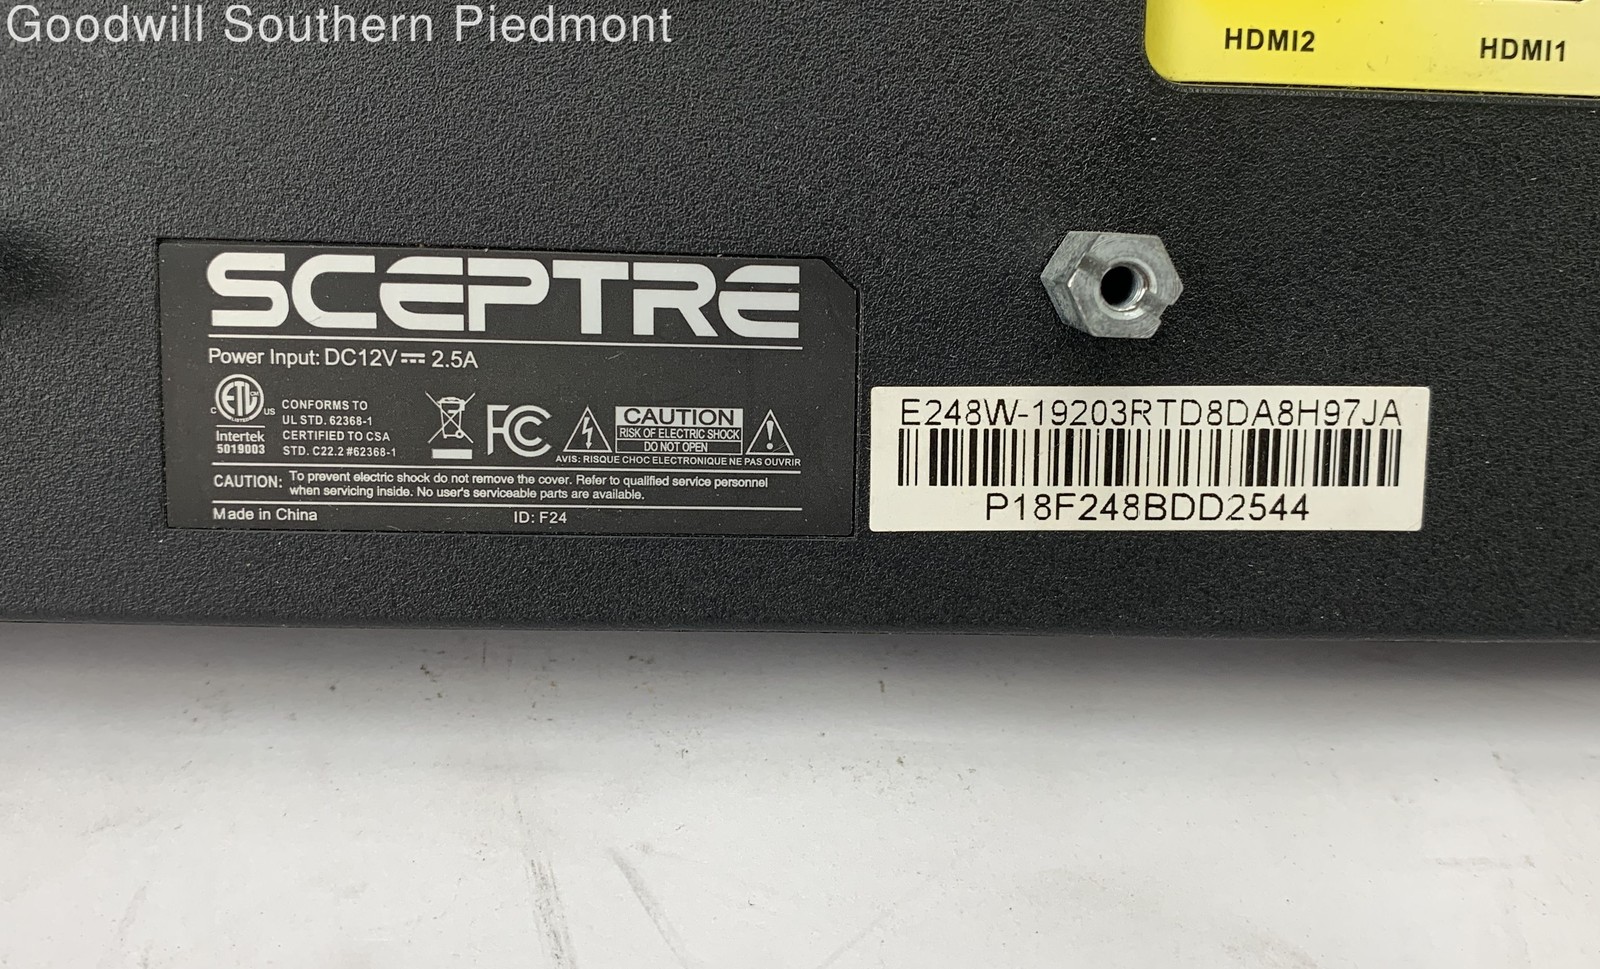 Goodwill Southern Piedmont
HDMI2
HDMI1
SCEPTRE
Power Input: DC12V⎓2.5A
ETL
C US
Intertek
5019003
CONFORMS TO
UL STD. 62368-1
CERTIFIED TO CSA
STD. C22.2 #62368-1
FC
CAUTION
RISK OF ELECTRIC SHOCK
DO NOT OPEN
AVIS: RISQUE CHOC ELECTRONIQUE NE PAS OUVRIR
CAUTION: To prevent electric shock do not remove the cover. Refer to qualified service personnel
when servicing inside. No user's serviceable parts are available.
Made in China ID: F24
E248W-19203RTD8DA8H97JA
P18F248BDD2544